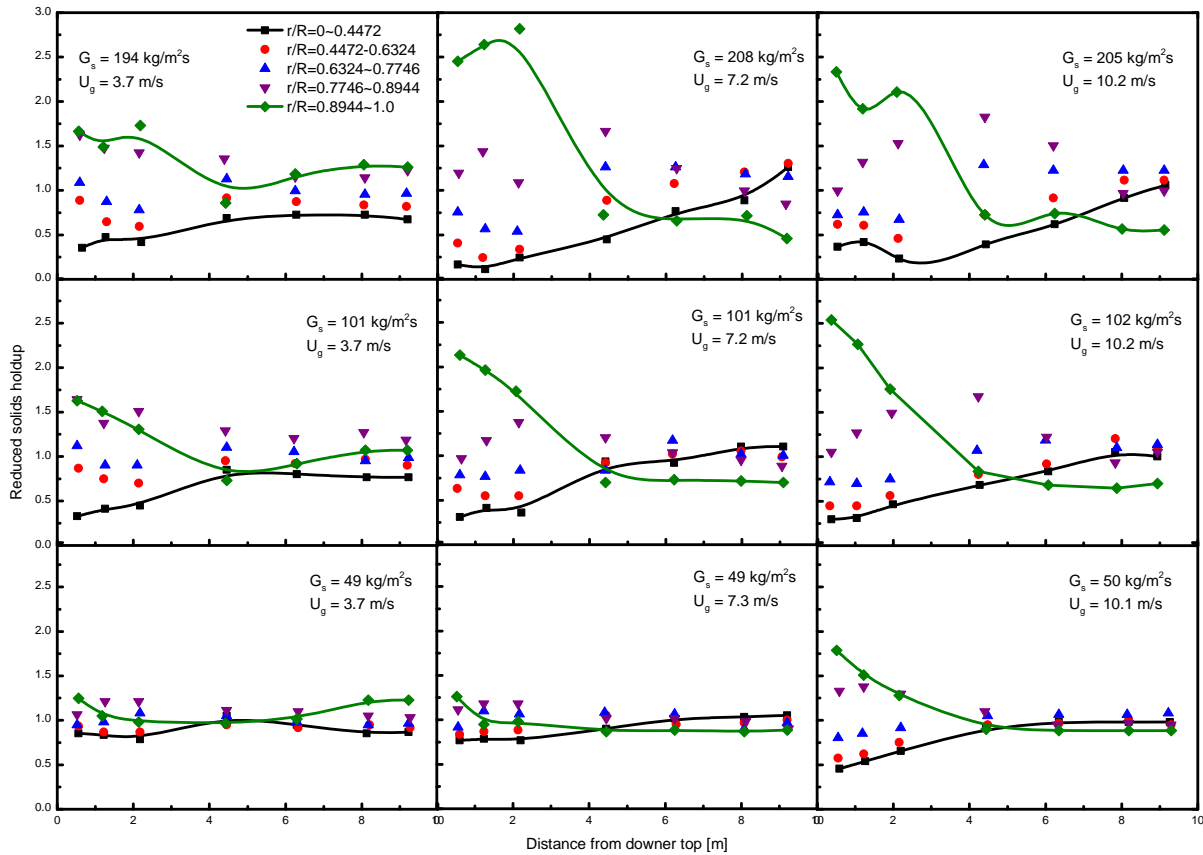 3.0
2.5
2.0
1.5
1.0
0.5
0.0
r/R=0~0.4472
r/R=0.4472-0.6324
r/R=0.6324~0.7746
r/R=0.7746~0.8944
r/R=0.8944~1.0
G_s = 194 kg/m²s
U_g = 3.7 m/s
G_s = 208 kg/m²s
U_g = 7.2 m/s
G_s = 205 kg/m²s
U_g = 10.2 m/s
2.5
2.0
1.5
1.0
0.5
0.0
G_s = 101 kg/m²s
U_g = 3.7 m/s
G_s = 101 kg/m²s
U_g = 7.2 m/s
G_s = 102 kg/m²s
U_g = 10.2 m/s
Reduced solids holdup
2.5
2.0
1.5
1.0
0.5
0.0
G_s = 49 kg/m²s
U_g = 3.7 m/s
G_s = 49 kg/m²s
U_g = 7.3 m/s
G_s = 50 kg/m²s
U_g = 10.1 m/s
0 2 4 6 8 10 0 2 4 6 8 10 0 2 4 6 8 10
Distance from downer top [m]